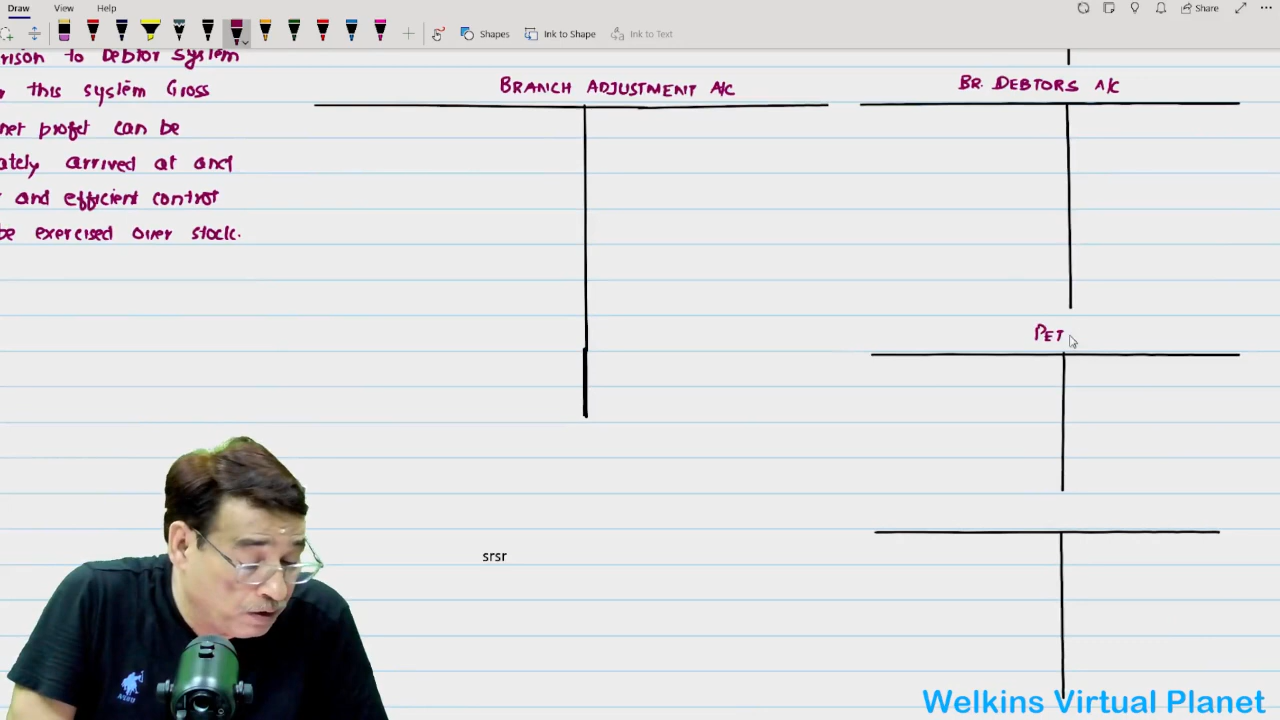 Draw View Help
Share
Shapes Ink to Shape Ink to Text
rison to Debtor System
this system Gross
net profet can be
ately arrived at and
and efficient control
be exercised over stock.
BRANCH ADJUSTMENT A/C
BR. DEBTORS A/C
PET
srsr
Welkins Virtual Planet